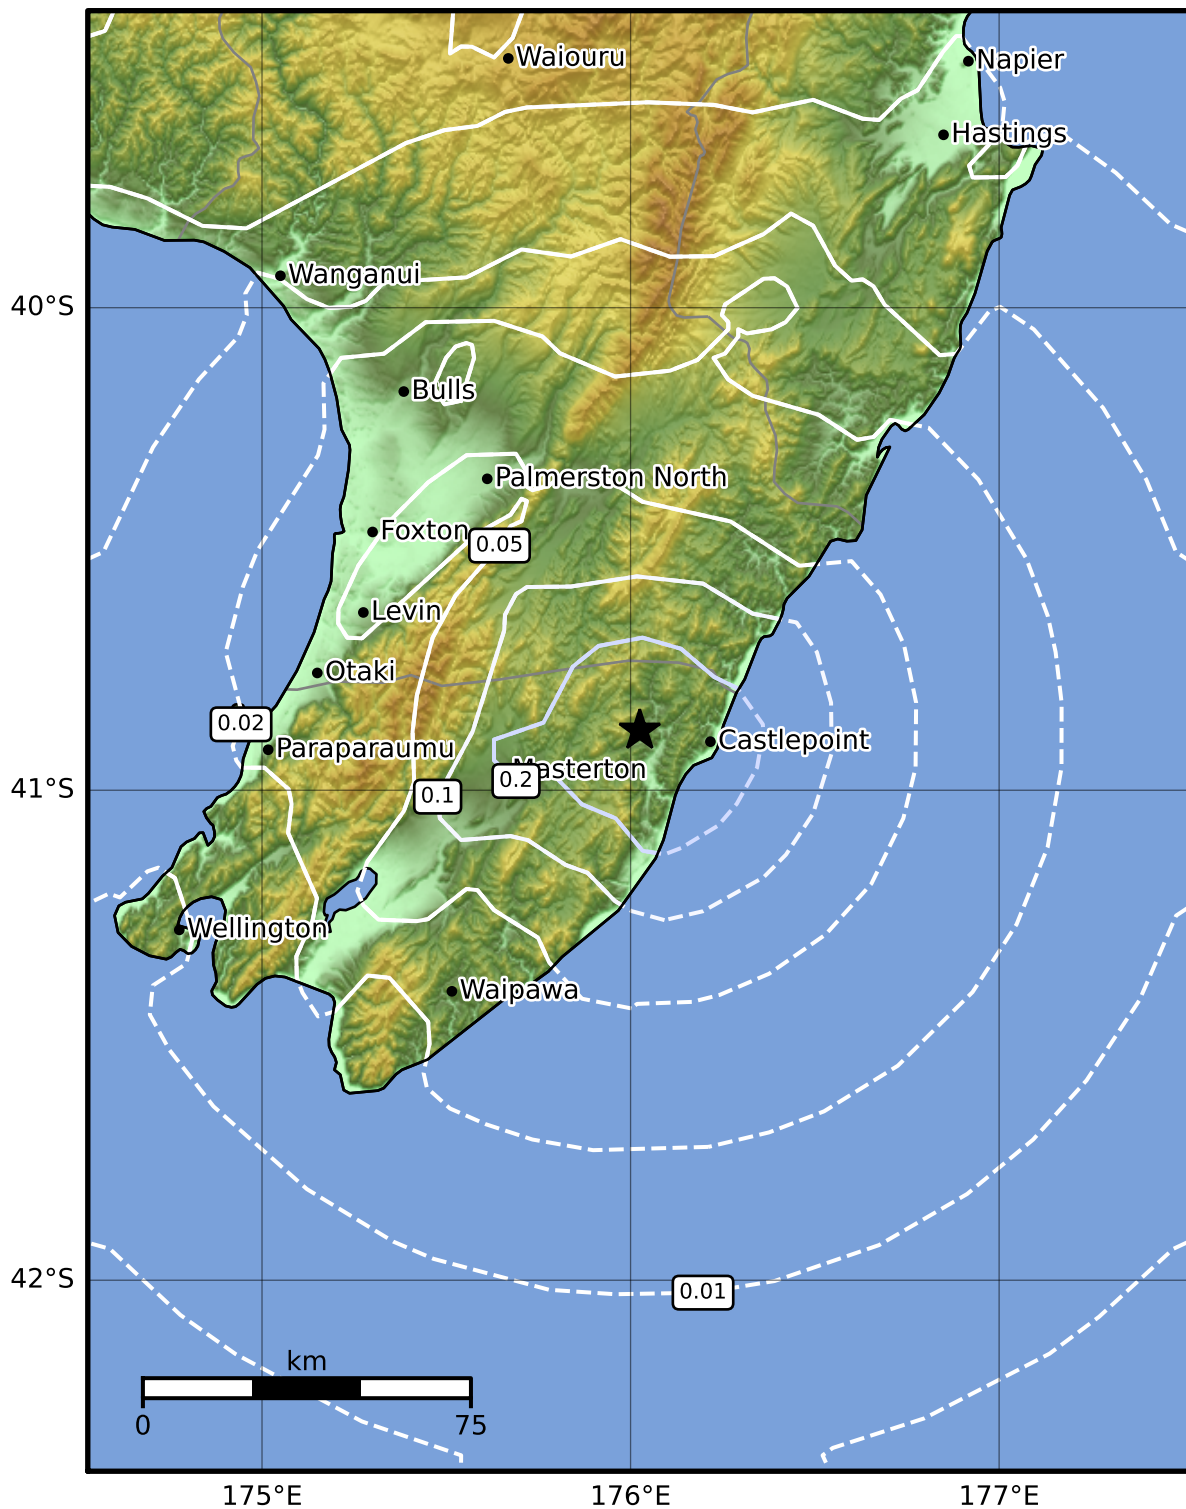 Waiouru
Napier
Hastings
Wanganui
40°S
Bulls
Palmerston North
Foxton
0.05
Levin
Otaki
0.02
Paraparaumu
Castlepoint
Masterton
0.2
41°S
0.1
Wellington
Waipawa
42°S
0.01
km
0
75
175°E
176°E
177°E